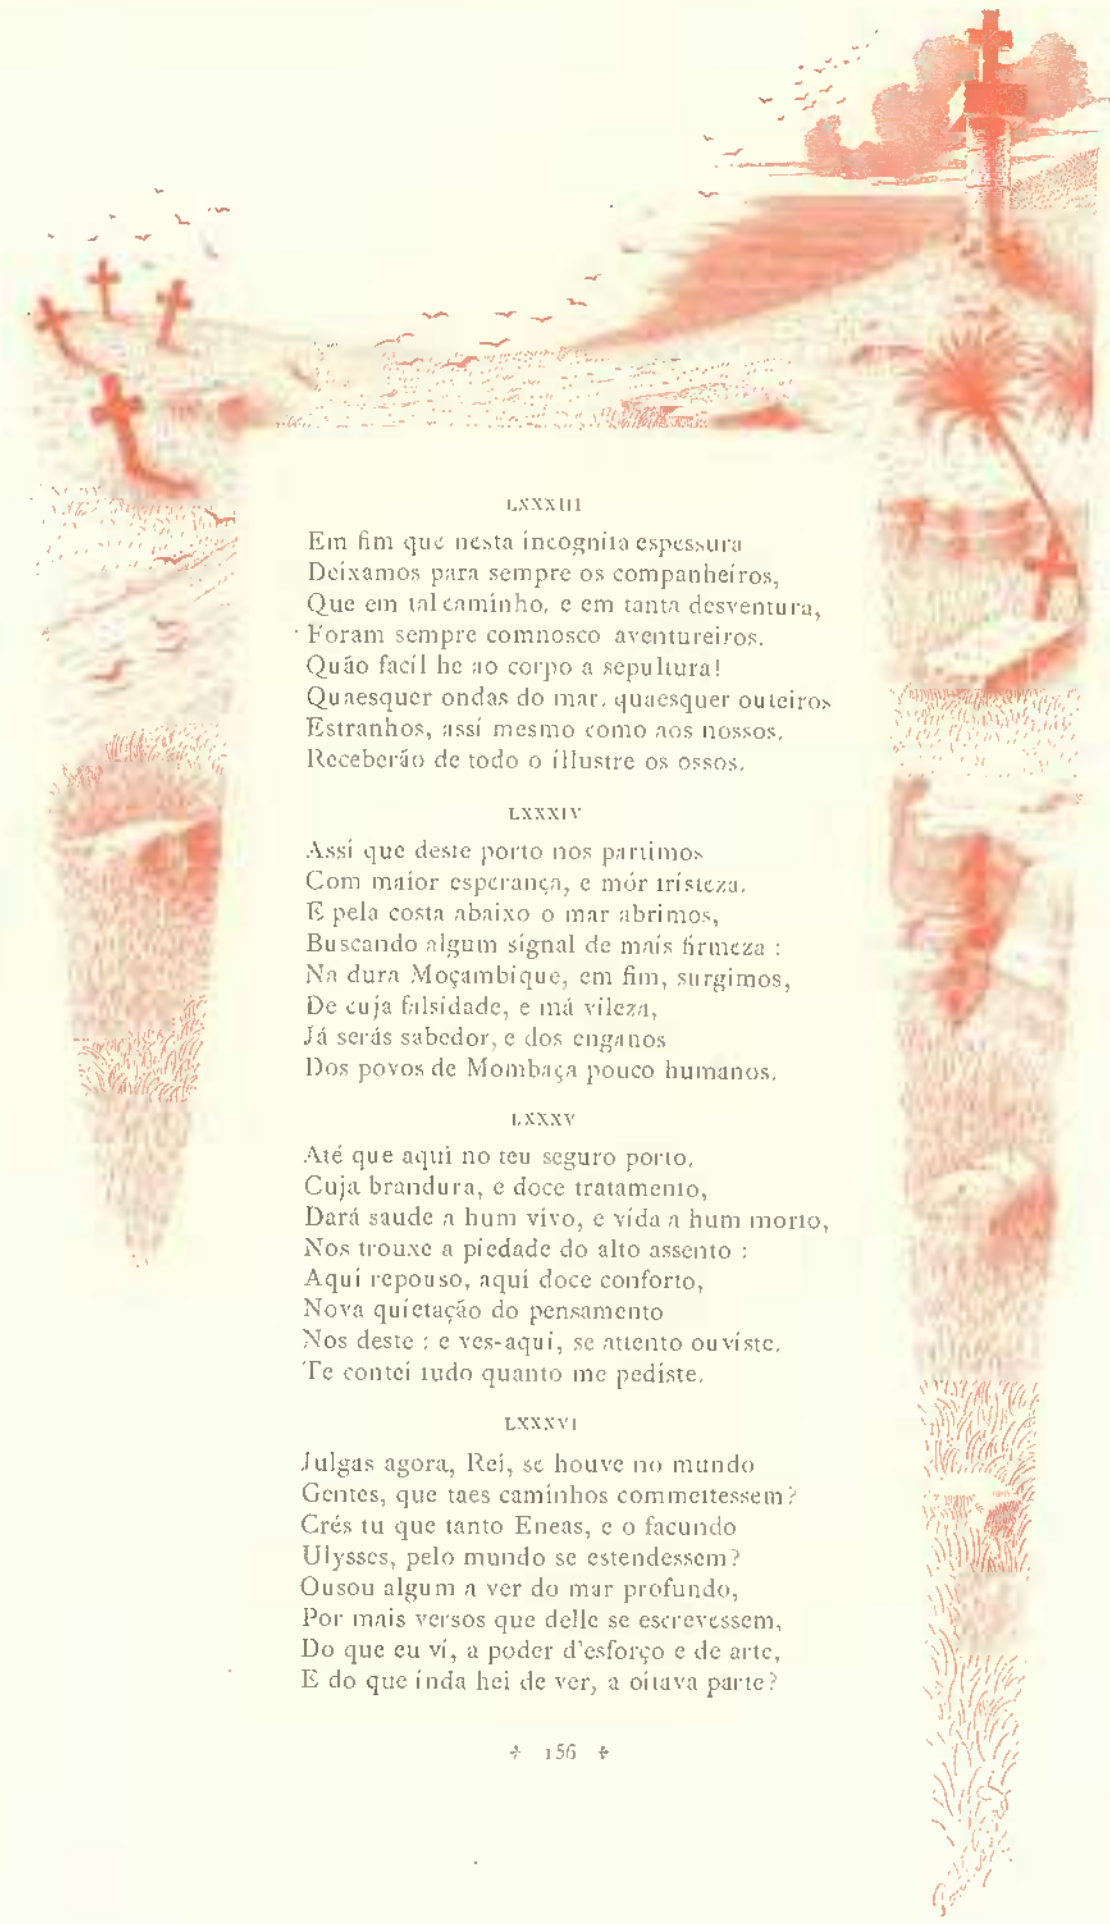 LXXXIII
Em fim que nesta incognita espessura
Deixamos para sempre os companheiros,
Que em tal caminho, e em tanta desventura,
Foram sempre comnosco aventureiros.
Quão facil he ao corpo a sepultura!
Quaesquer ondas do mar, quaesquer outeiros
Estranhos, assí mesmo como aos nossos,
Receberão de todo o illustre os ossos.
LXXXIV
Assí que deste porto nos partimos
Com maior esperança, e mór tristeza,
E pela costa abaixo o mar abrimos,
Buscando algum signal de mais firmeza :
Na dura Moçambique, em fim, surgimos,
De cuja falsidade, e má vileza,
Já serás sabedor, e dos enganos
Dos povos de Mombaça pouco humanos.
LXXXV
Até que aqui no teu seguro porto,
Cuja brandura, e doce tratamento,
Dará saude a hum vivo, e vida a hum morto,
Nos trouxe a piedade do alto assento :
Aqui repouso, aqui doce conforto,
Nova quietação do pensamento
Nos deste : e ves-aqui, se attento ouviste,
Te contei tudo quanto me pediste.
LXXXVI
Julgas agora, Rei, se houve no mundo
Gentes, que taes caminhos commettessem?
Crés tu que tanto Eneas, e o facundo
Ulysses, pelo mundo se estendessem?
Ousou algum a ver do mar profundo,
Por mais versos que delle se escrevessem,
Do que eu ví, a poder d'esforço e de arte,
E do que inda hei de ver, a oitava parte?
156